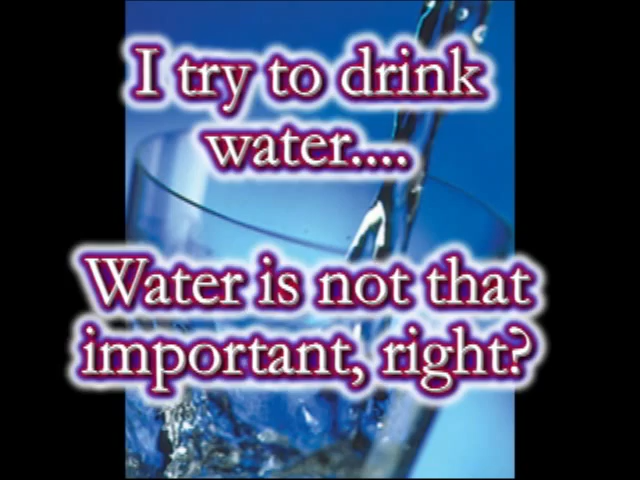 I try to drink
water....
Water is not that
important, right?